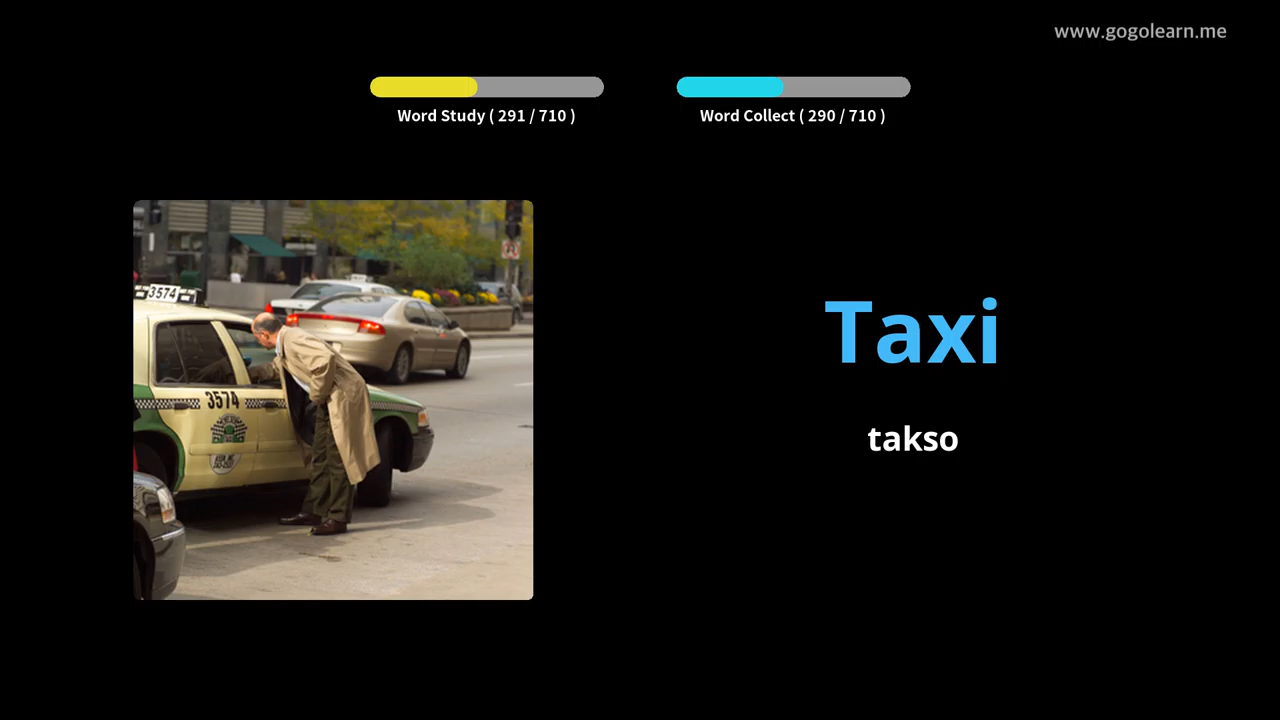 www.gogolearn.me
Word Study ( 291 / 710 )
Word Collect ( 290 / 710 )
3574
3574
Taxi
takso